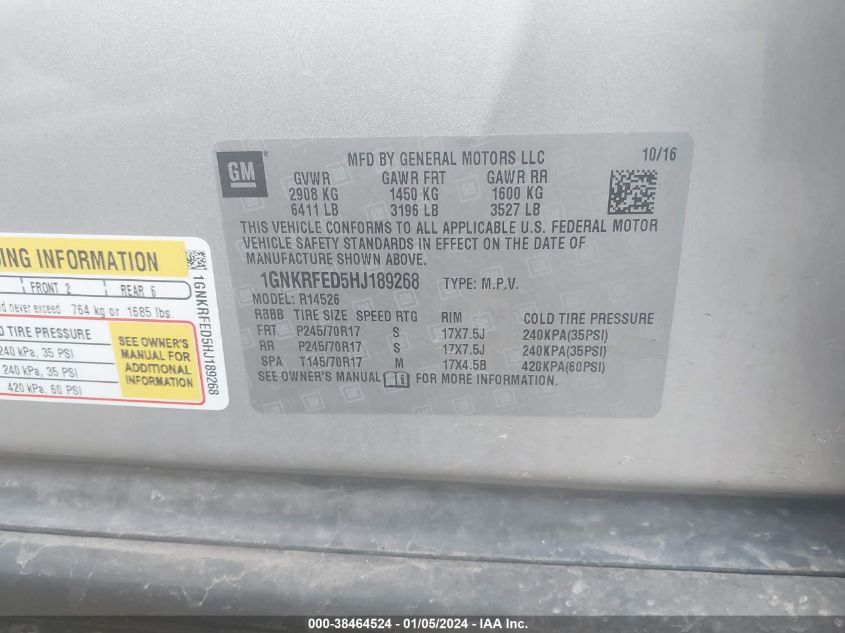 GM
MFD BY GENERAL MOTORS LLC
10/16
GVWR GAWR FRT GAWR RR
2908 KG 1450 KG 1600 KG
6411 LB 3196 LB 3527 LB
THIS VEHICLE CONFORMS TO ALL APPLICABLE U.S. FEDERAL MOTOR
VEHICLE SAFETY STANDARDS IN EFFECT ON THE DATE OF
MANUFACTURE SHOWN ABOVE.
1GNKRFED5HJ189268 TYPE: M.P.V.
MODEL: R14526
RBBB TIRE SIZE SPEED RTG RIM COLD TIRE PRESSURE
FRT P245/70R17 S 17X7.5J 240KPA(35PSI)
RR P245/70R17 S 17X7.5J 240KPA(35PSI)
SPA T145/70R17 M 17X4.5B 420KPA(60PSI)
SEE OWNER'S MANUAL FOR MORE INFORMATION.
INFORMATION
FRONT 2 REAR 6
never exceed 764 kg or 1685 lbs.
TIRE PRESSURE
240 kPa, 35 PSI
240 kPa, 35 PSI
420 kPa, 60 PSI
SEE OWNER'S
MANUAL FOR
ADDITIONAL
INFORMATION
1GNKRFED5HJ189268
000-38464524 - 01/05/2024 - IAA Inc.